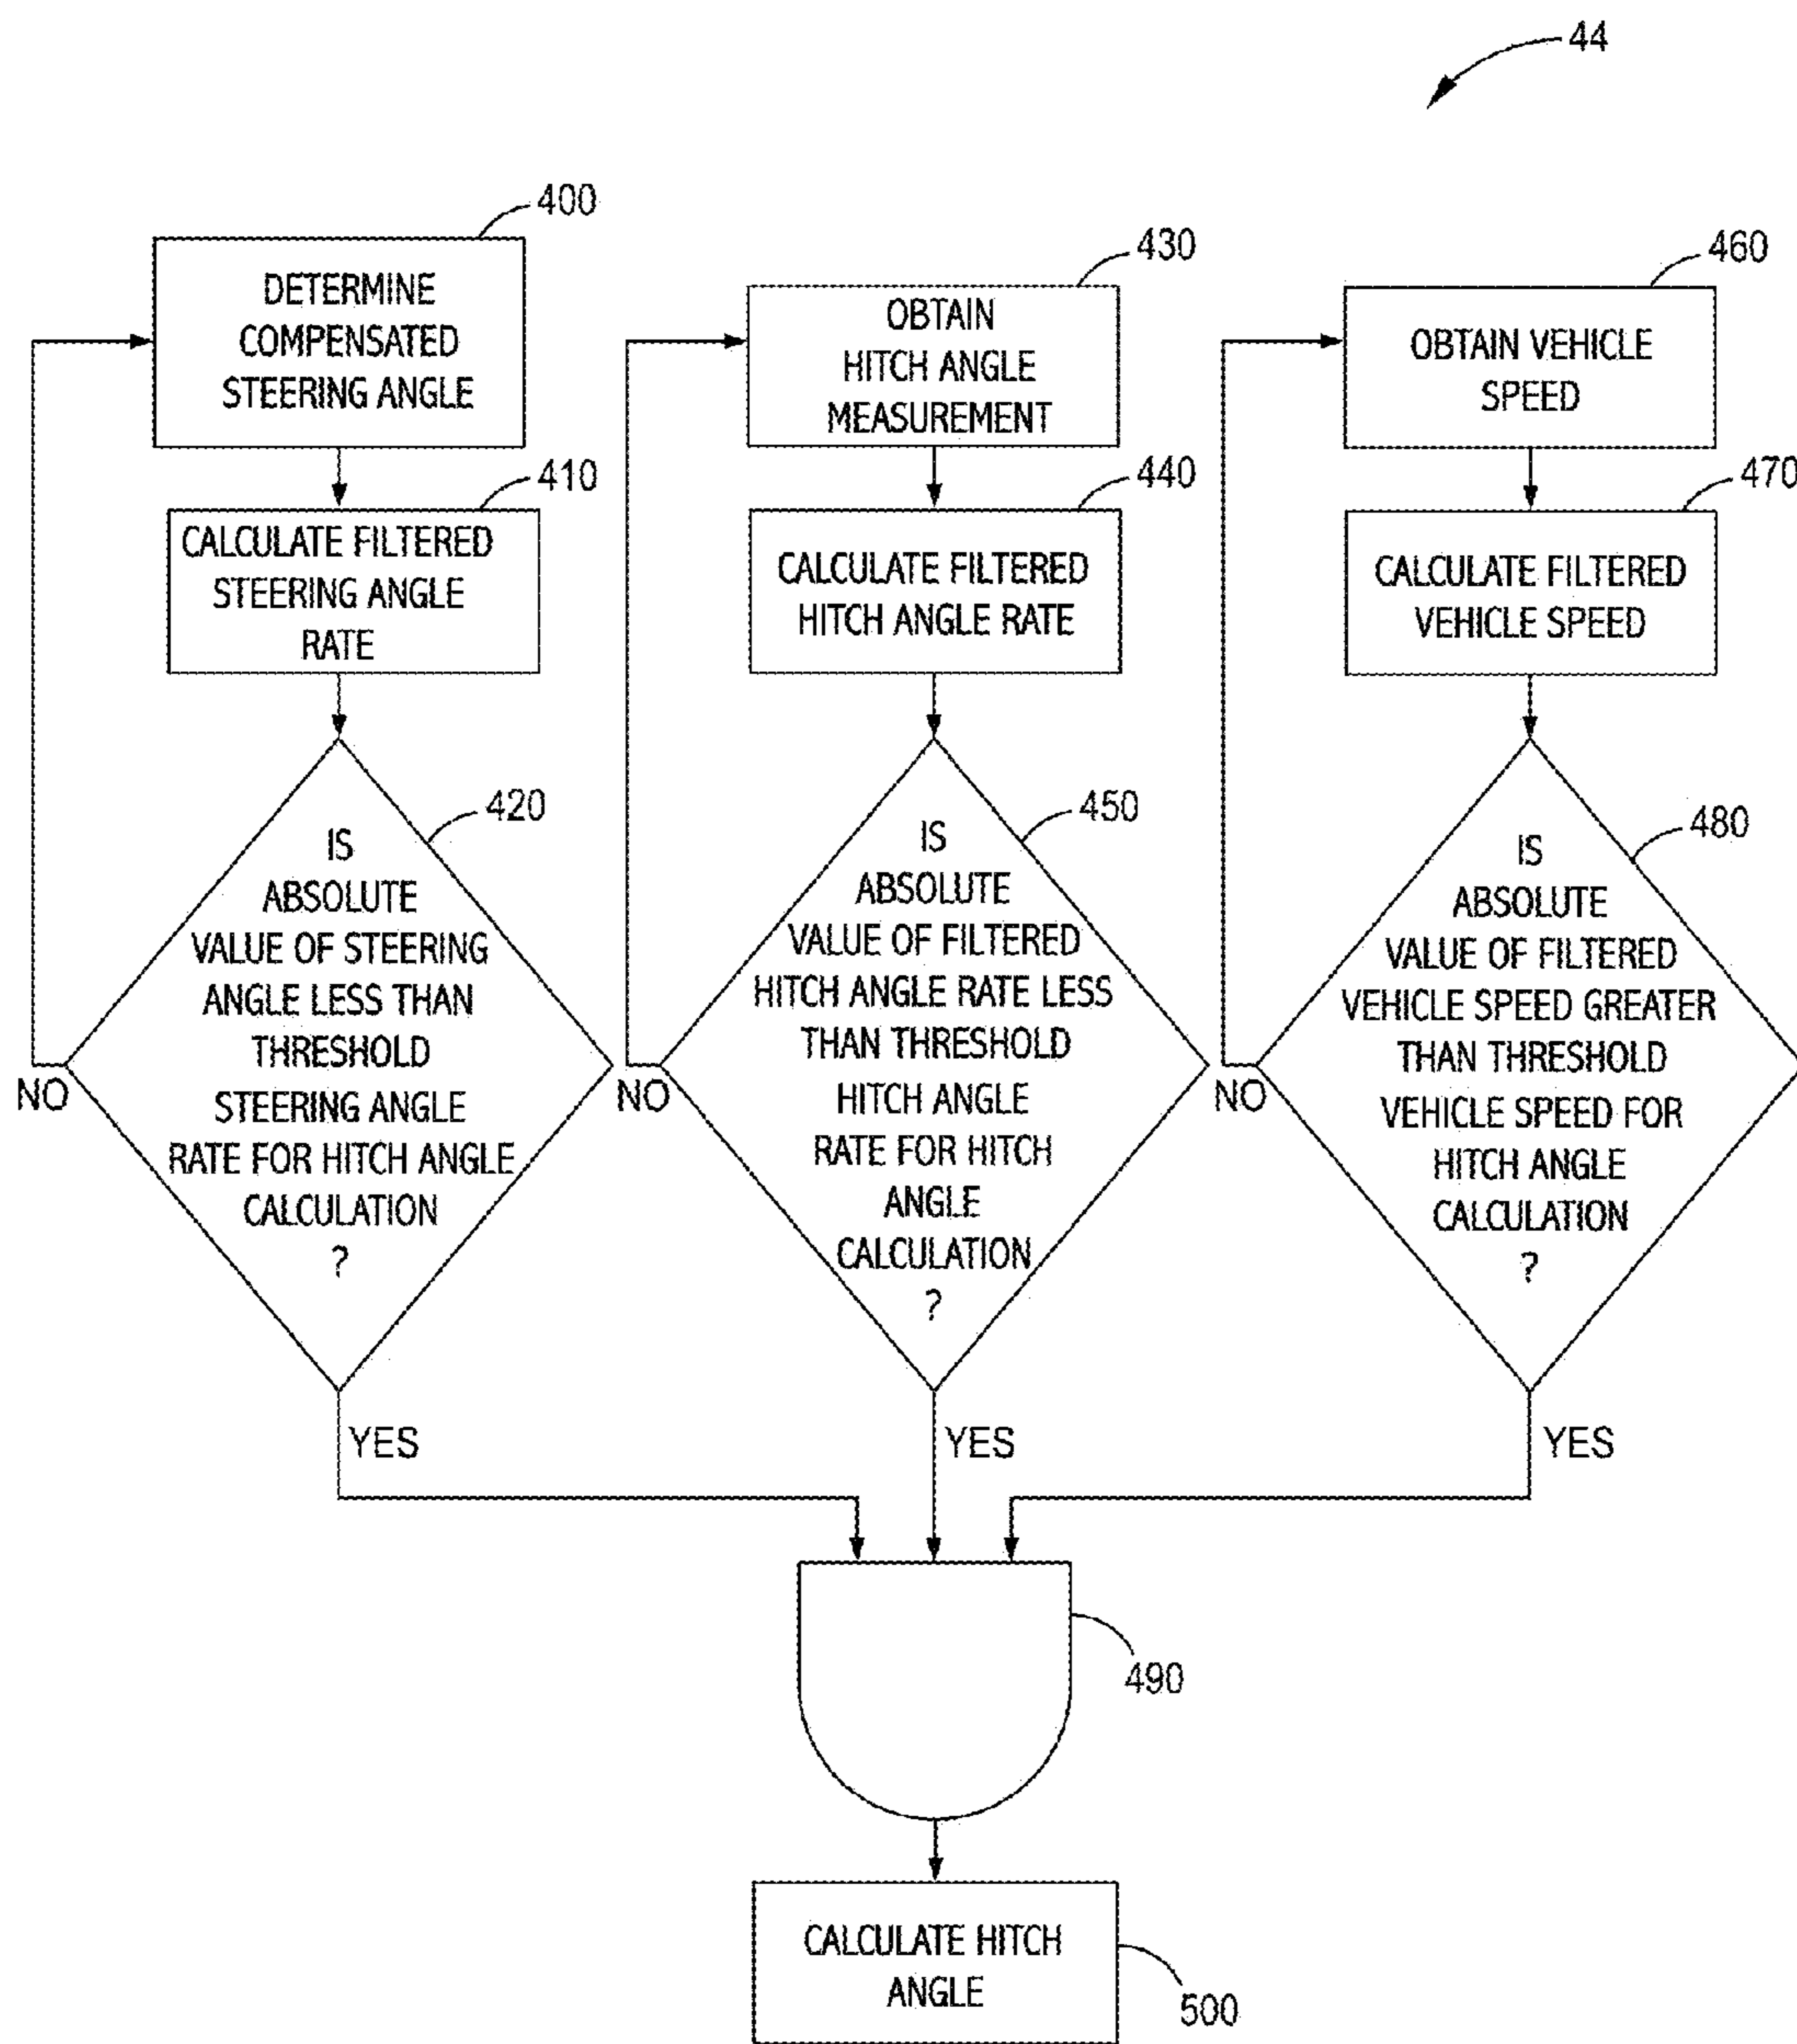 44
400
DETERMINE
COMPENSATED
STEERING ANGLE
410
CALCULATE FILTERED
STEERING ANGLE
RATE
420
IS
ABSOLUTE
VALUE OF STEERING
ANGLE LESS THAN
THRESHOLD
STEERING ANGLE
RATE FOR HITCH ANGLE
CALCULATION
?
NO
YES
430
OBTAIN
HITCH ANGLE
MEASUREMENT
440
CALCULATE FILTERED
HITCH ANGLE RATE
450
IS
ABSOLUTE
VALUE OF FILTERED
HITCH ANGLE RATE LESS
THAN THRESHOLD
HITCH ANGLE
RATE FOR HITCH
ANGLE
CALCULATION
?
NO
YES
460
OBTAIN VEHICLE
SPEED
470
CALCULATE FILTERED
VEHICLE SPEED
480
IS
ABSOLUTE
VALUE OF FILTERED
VEHICLE SPEED GREATER
THAN THRESHOLD
VEHICLE SPEED FOR
HITCH ANGLE
CALCULATION
?
NO
YES
490
CALCULATE HITCH
ANGLE
500